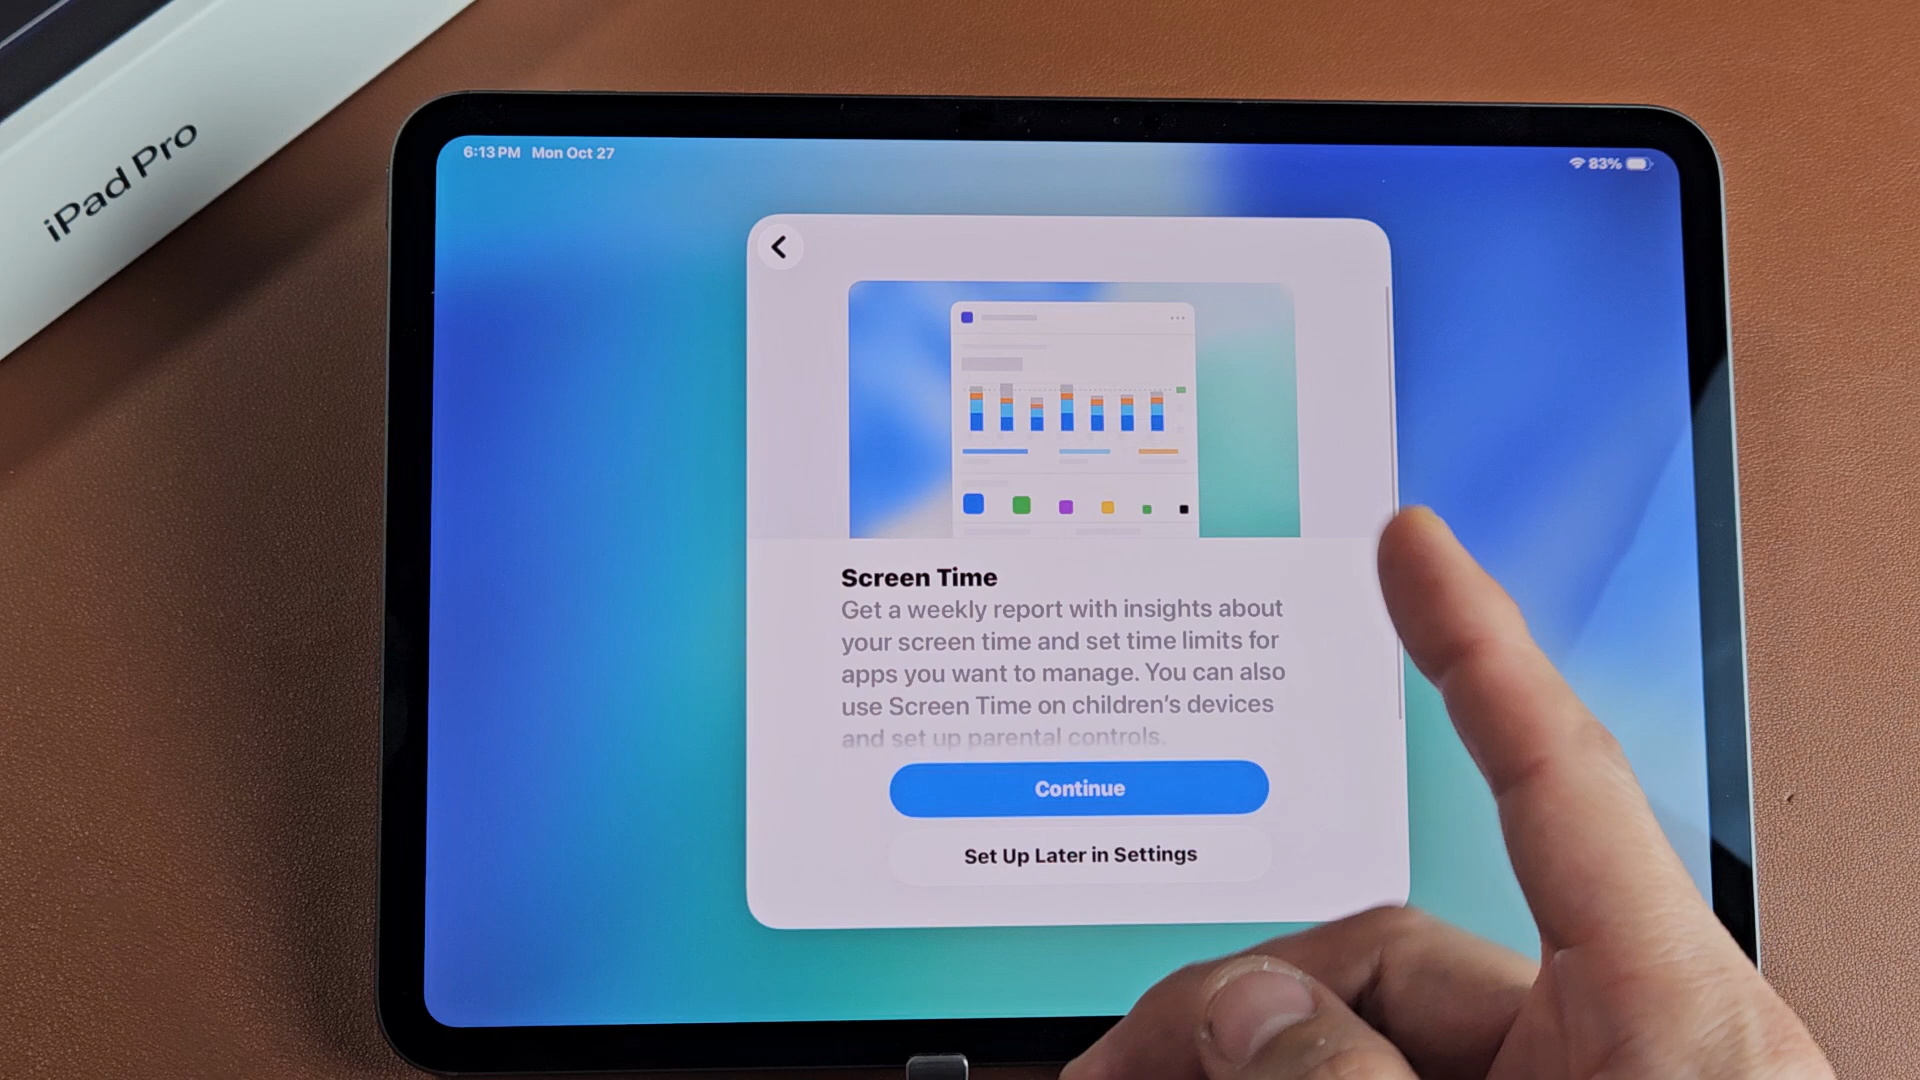 iPad Pro
6:13 PM Mon Oct 27
83%
Screen Time
Get a weekly report with insights about
your screen time and set time limits for
apps you want to manage. You can also
use Screen Time on children's devices
and set up parental controls.
Continue
Set Up Later in Settings